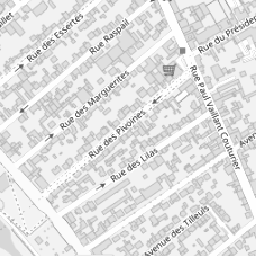 Rue des Essertes
Rue Raspail
Rue du Président
Rue des Marguerites
Rue Paul Vaillant Couturier
Rue des Pivoines
Rue des Lilas
Avenue des Tilleuls